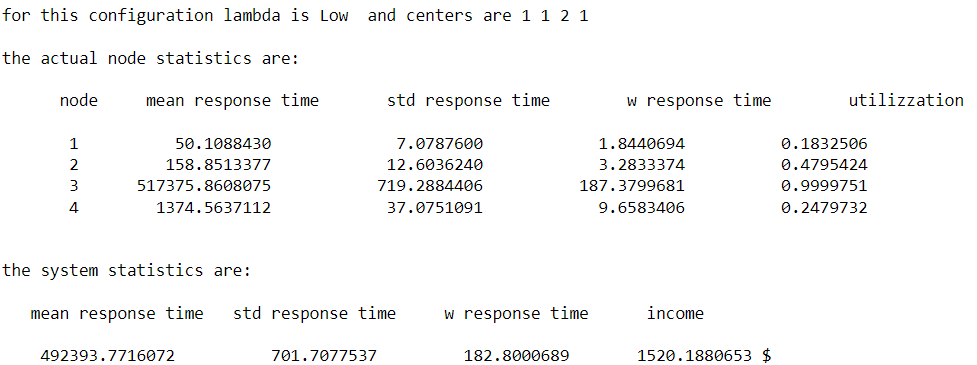 for this configuration lambda is Low and centers are 1 1 2 1
the actual node statistics are:
node mean response time std response time w response time utilizzation
1 50.1088430 7.0787600 1.8440694 0.1832506
2 158.8513377 12.6036240 3.2833374 0.4795424
3 517375.8608075 719.2884406 187.3799681 0.9999751
4 1374.5637112 37.0751091 9.6583406 0.2479732
the system statistics are:
mean response time std response time w response time income
492393.7716072 701.7077537 182.8000689 1520.1880653 $